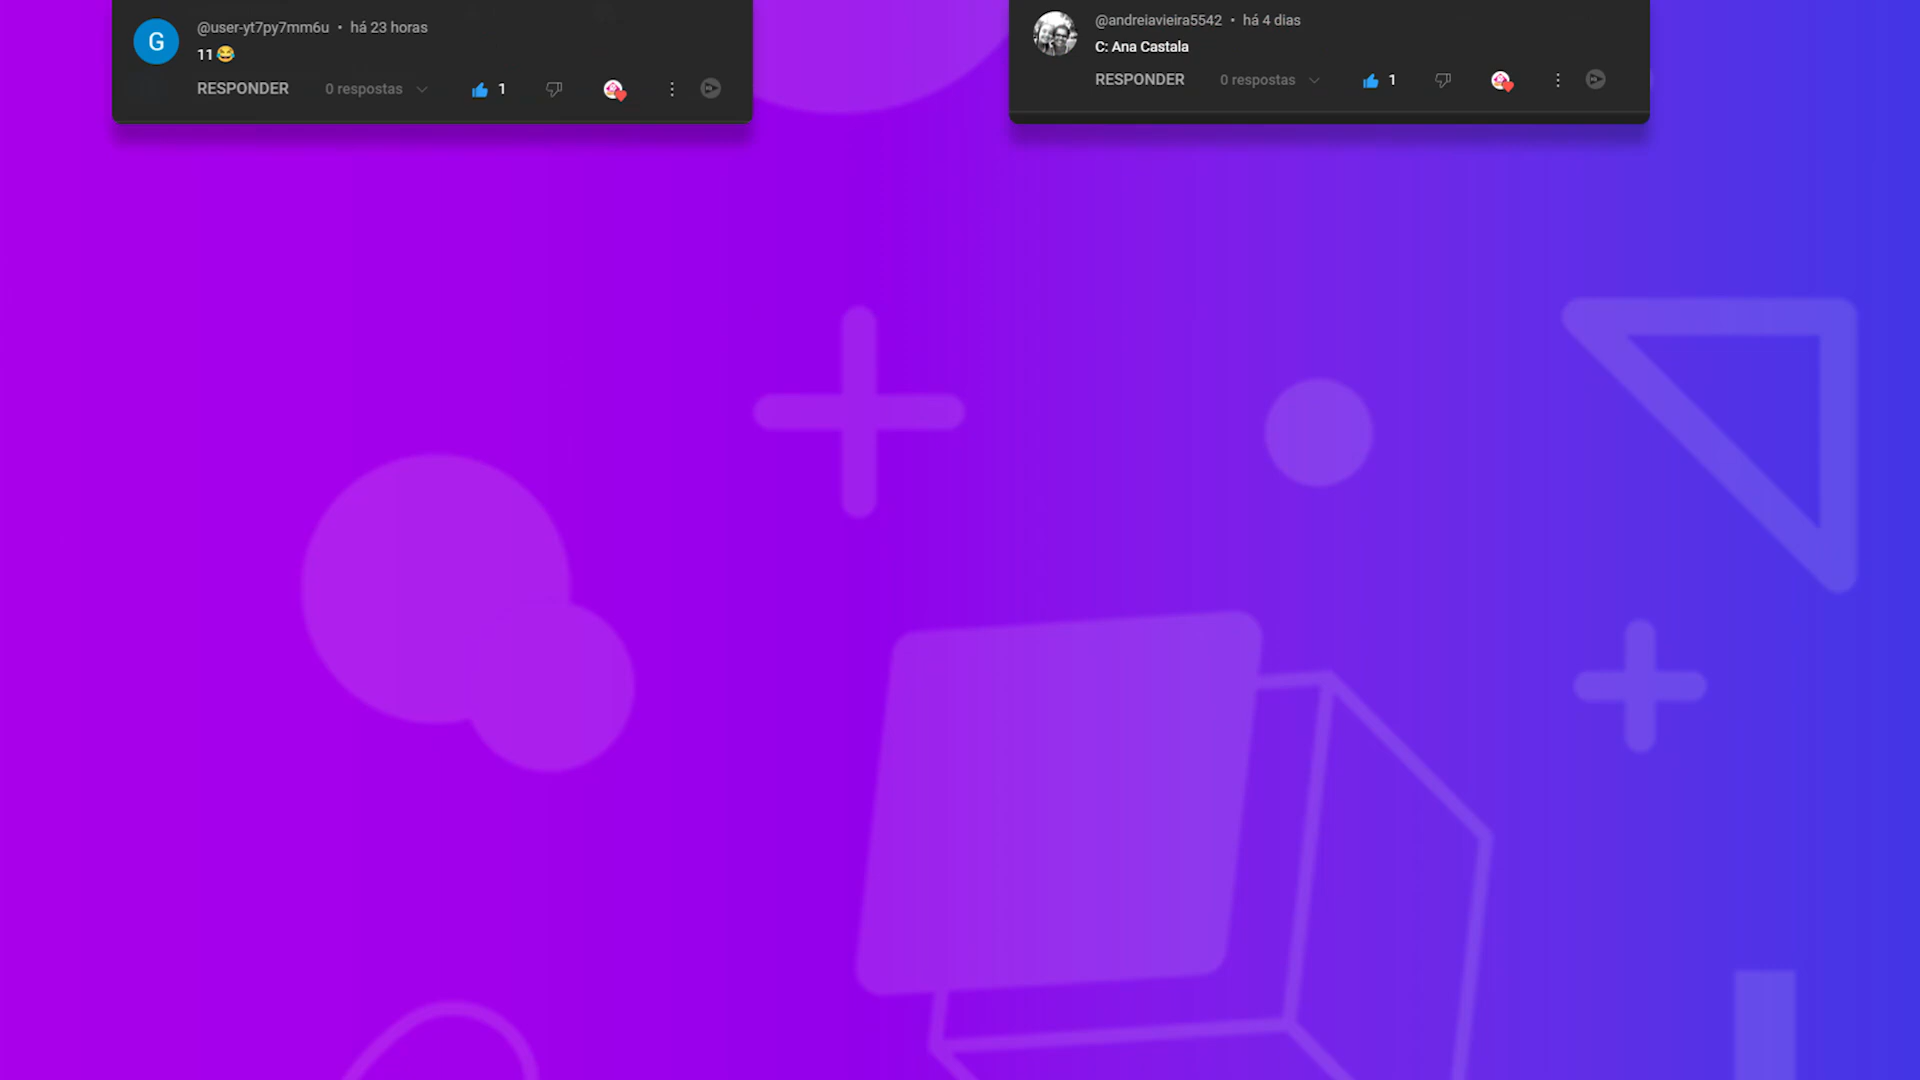 @user-yt7py7mm6u • há 23 horas
11 😂
RESPONDER 0 respostas 1
@andreiavieira5542 • há 4 dias
C: Ana Castala
RESPONDER 0 respostas 1